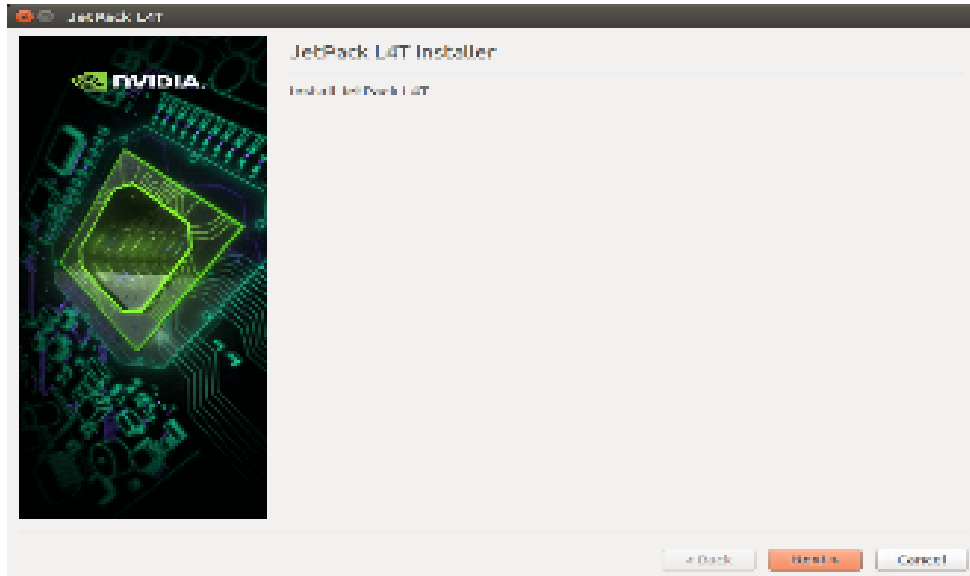 JetPack L4T
NVIDIA.
JetPack L4T Installer
Install JetPack L4T
< Back
Next >
Cancel